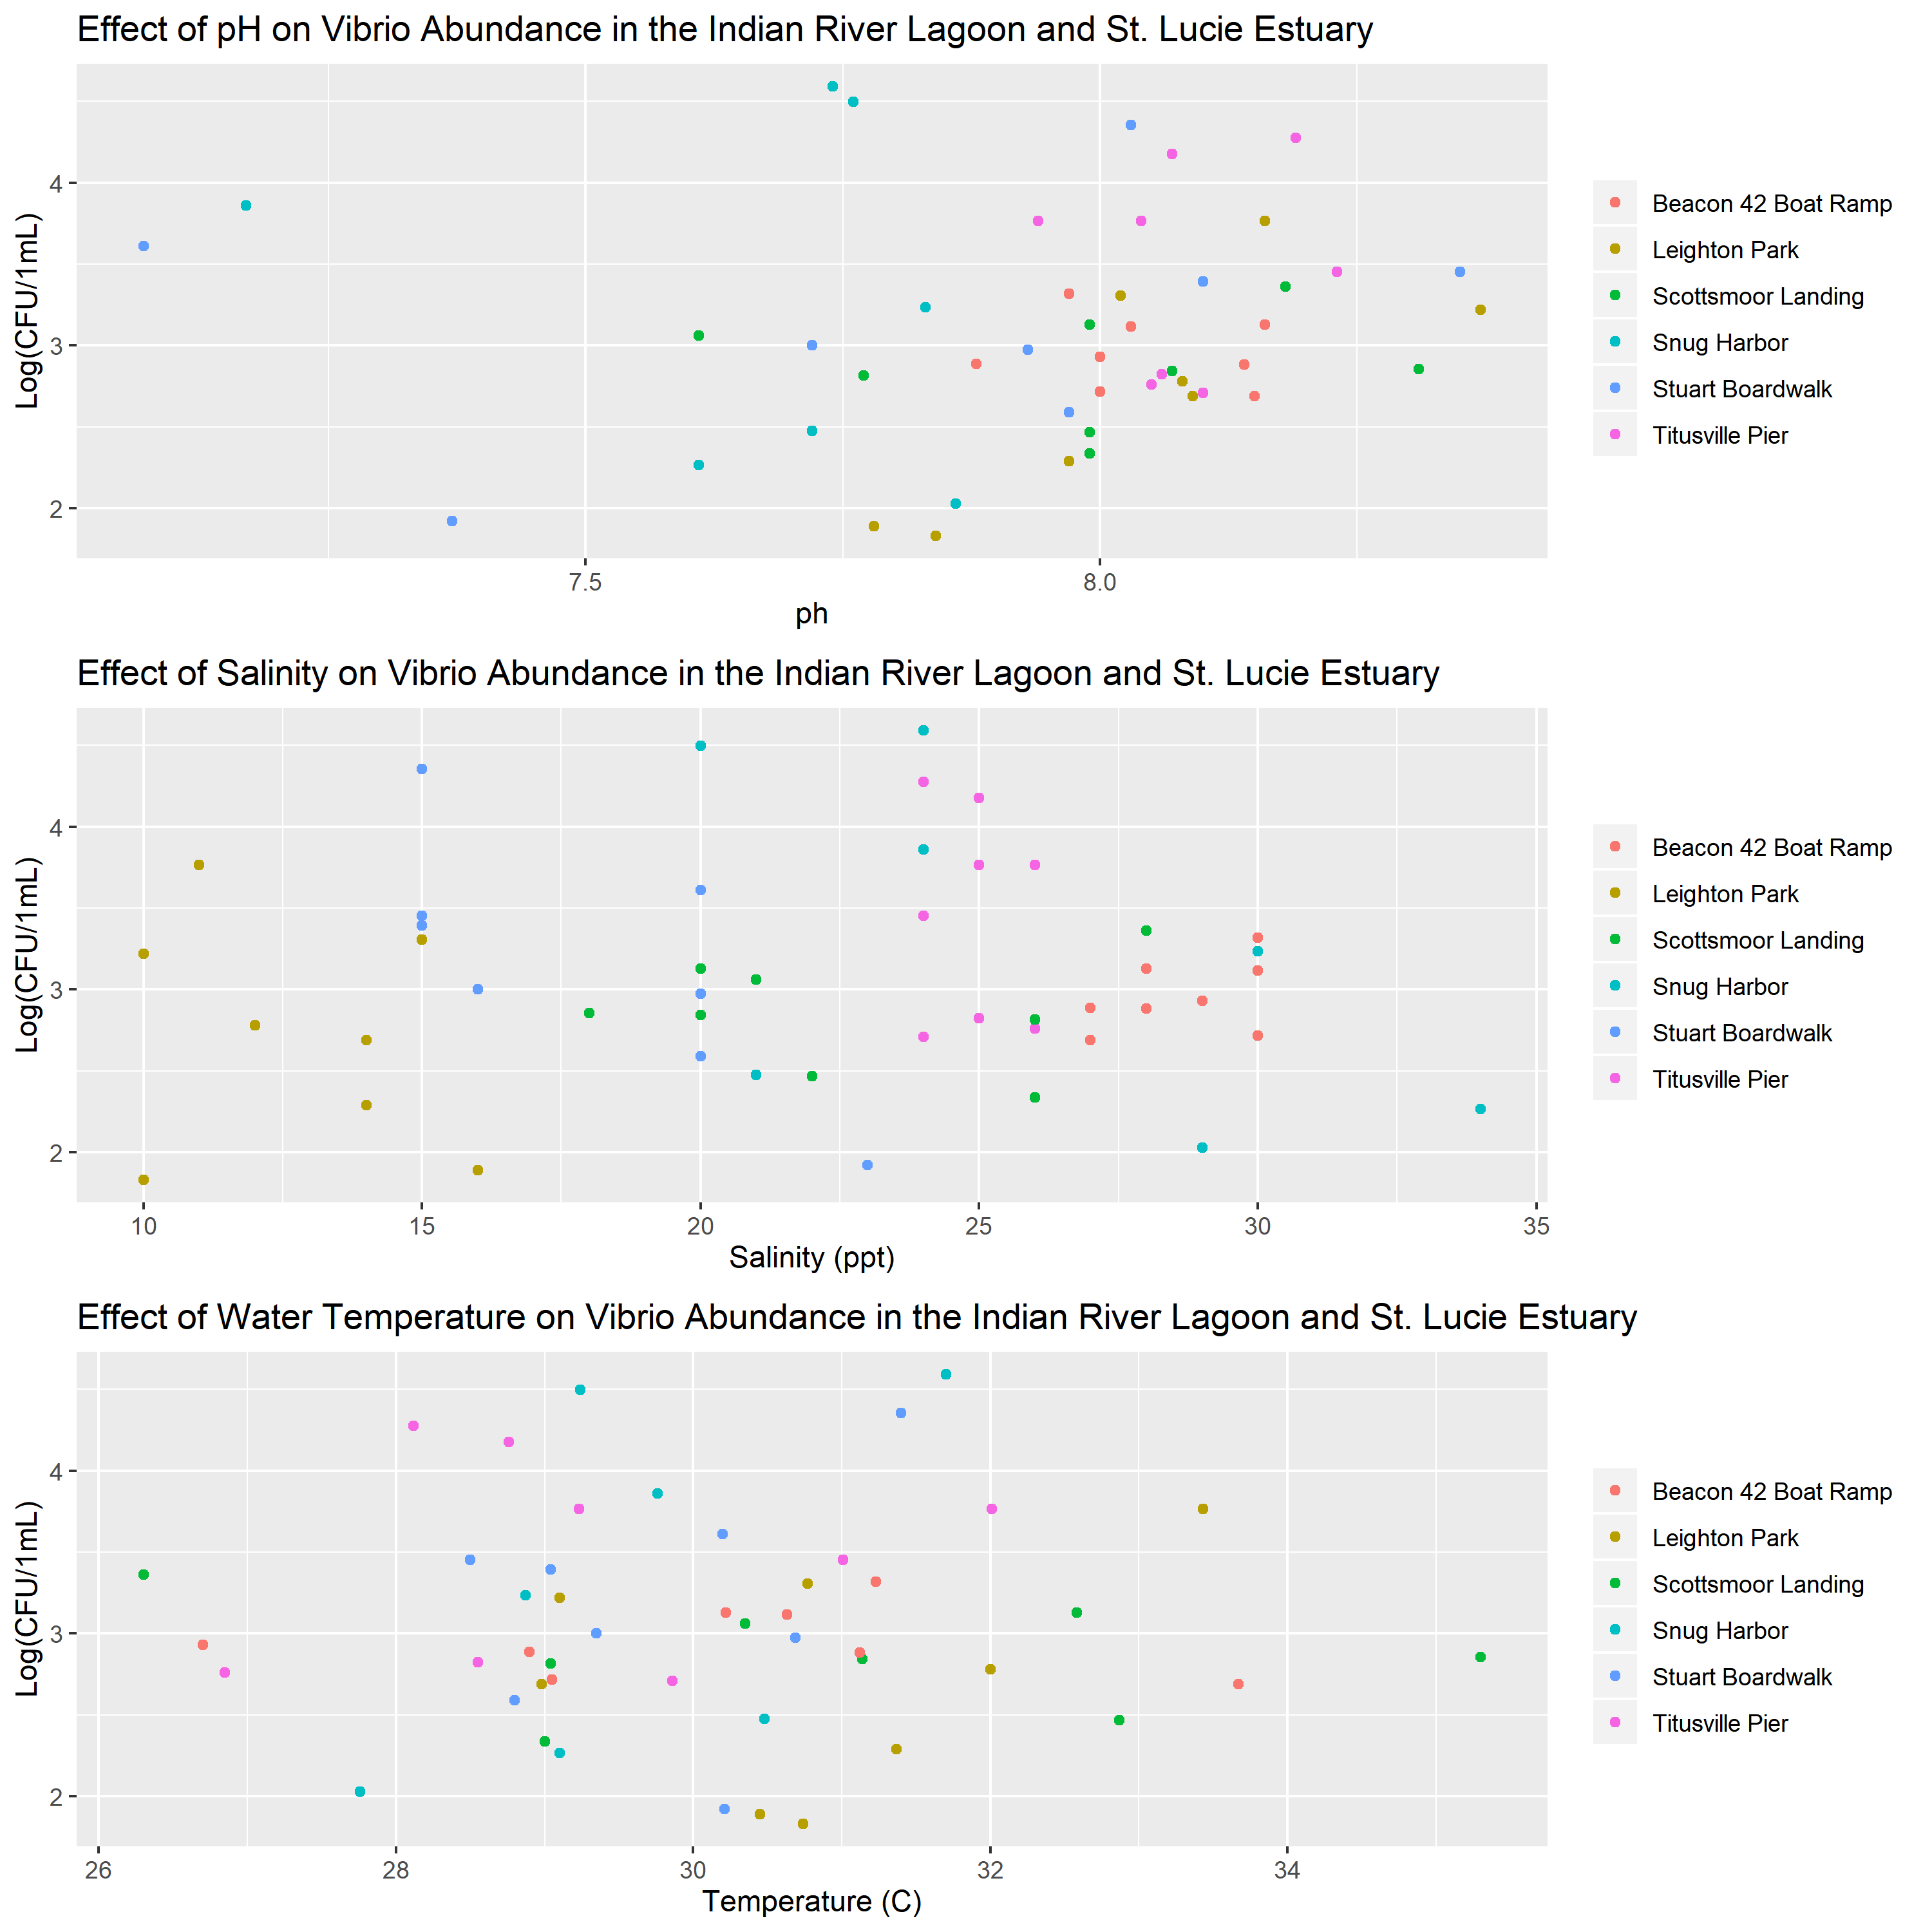 Effect of pH on Vibrio Abundance in the Indian River Lagoon and St. Lucie Estuary
Log(CFU/1mL)
4
3
2
7.5 8.0
ph
Beacon 42 Boat Ramp
Leighton Park
Scottsmoor Landing
Snug Harbor
Stuart Boardwalk
Titusville Pier
Effect of Salinity on Vibrio Abundance in the Indian River Lagoon and St. Lucie Estuary
Log(CFU/1mL)
4
3
2
10 15 20 25 30 35
Salinity (ppt)
Beacon 42 Boat Ramp
Leighton Park
Scottsmoor Landing
Snug Harbor
Stuart Boardwalk
Titusville Pier
Effect of Water Temperature on Vibrio Abundance in the Indian River Lagoon and St. Lucie Estuary
Log(CFU/1mL)
4
3
2
26 28 30 32 34
Temperature (C)
Beacon 42 Boat Ramp
Leighton Park
Scottsmoor Landing
Snug Harbor
Stuart Boardwalk
Titusville Pier